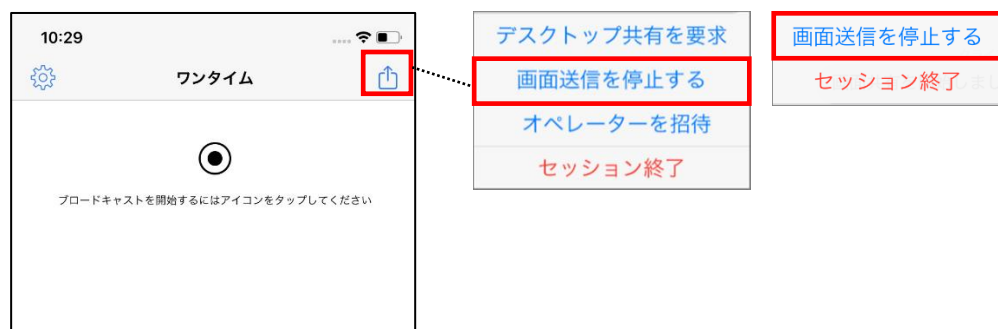 10:29
ワンタイム
ブロードキャストを開始するにはアイコンをタップしてください
デスクトップ共有を要求
画面送信を停止する
オペレーターを招待
セッション終了
画面送信を停止する
セッション終了